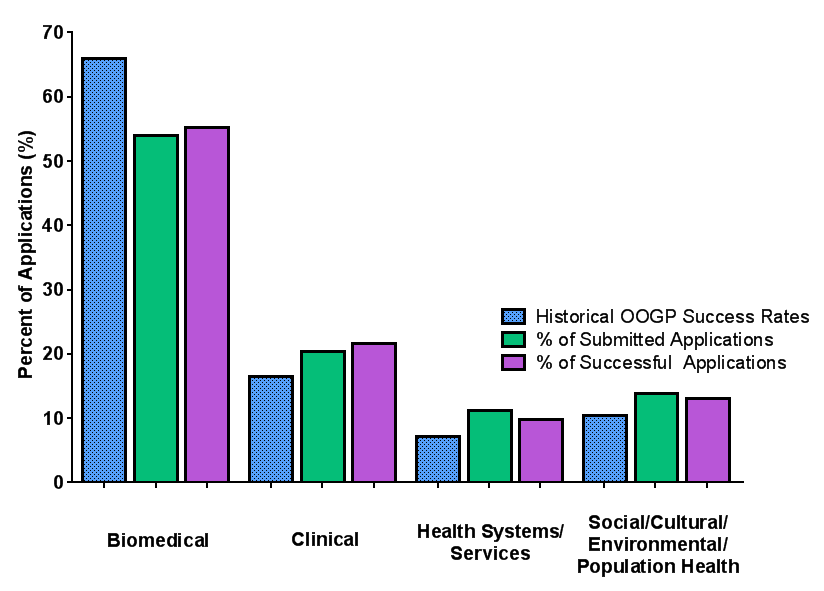 70
60
50
40
30
20
10
0
Percent of Applications (%)
Historical OOGP Success Rates
% of Submitted Applications
% of Successful Applications
Biomedical
Clinical
Health Systems/
Services
Social/Cultural/
Environmental/
Population Health